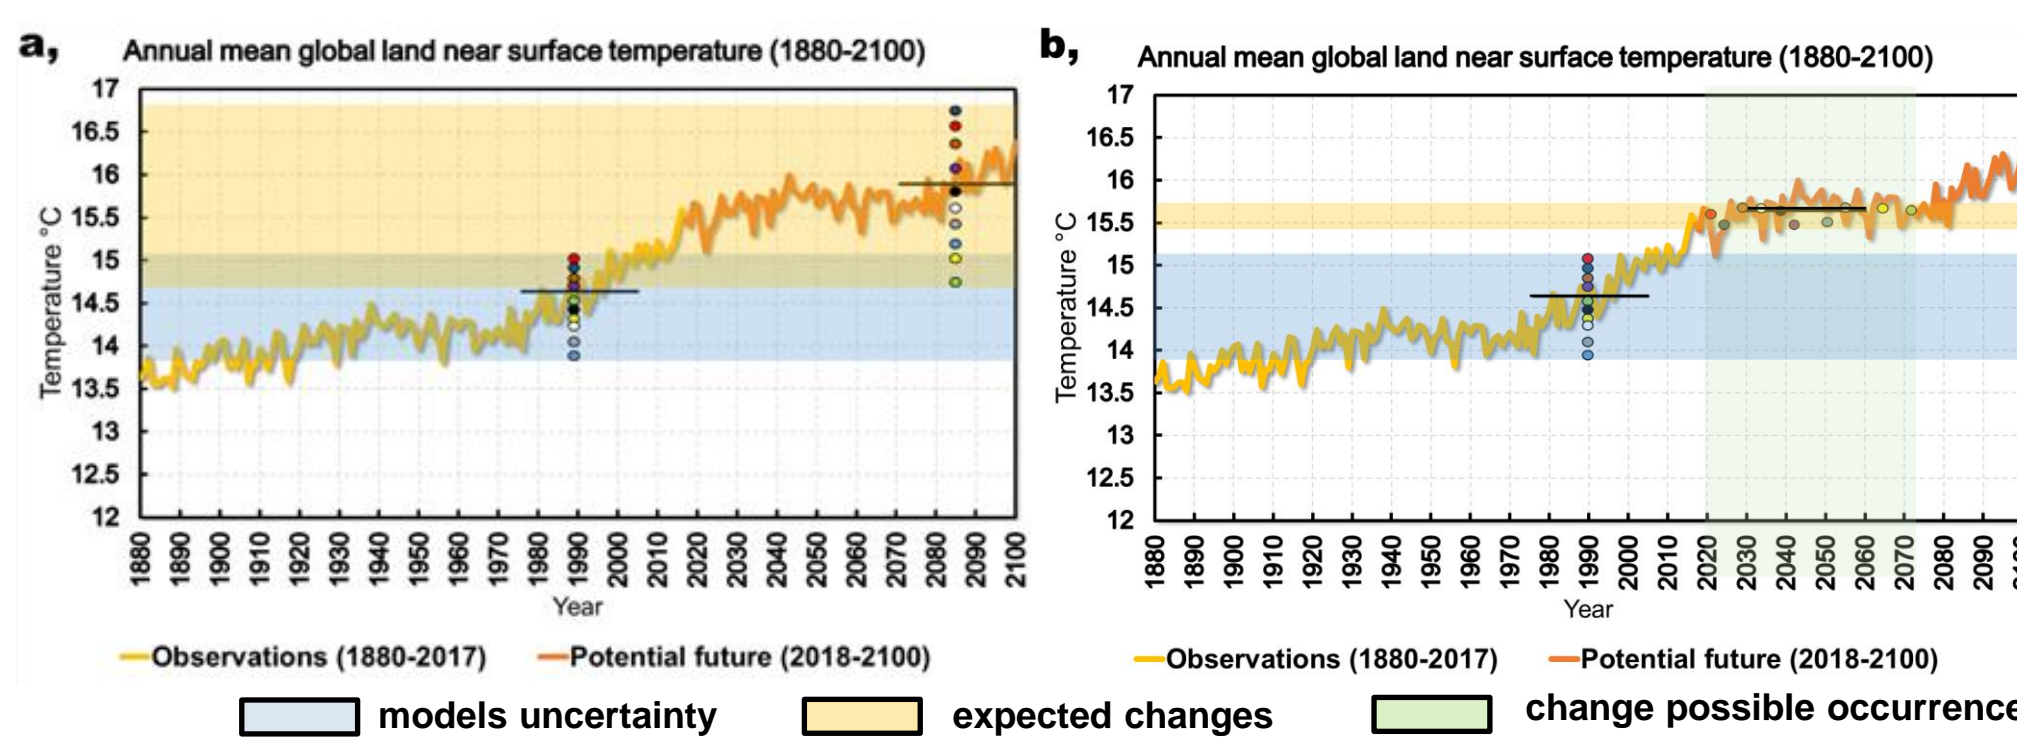 a,
Annual mean global land near surface temperature (1880-2100)
Temperature °C
17
16.5
16
15.5
15
14.5
14
13.5
13
12.5
12
1880 1890 1900 1910 1920 1930 1940 1950 1960 1970 1980 1990 2000 2010 2020 2030 2040 2050 2060 2070 2080 2090 2100
Year
Observations (1880-2017) Potential future (2018-2100)
b,
Annual mean global land near surface temperature (1880-2100)
Temperature °C
17
16.5
16
15.5
15
14.5
14
13.5
13
12.5
12
1880 1890 1900 1910 1920 1930 1940 1950 1960 1970 1980 1990 2000 2010 2020 2030 2040 2050 2060 2070 2080 2090
Year
Observations (1880-2017) Potential future (2018-2100)
models uncertainty expected changes change possible occurrence